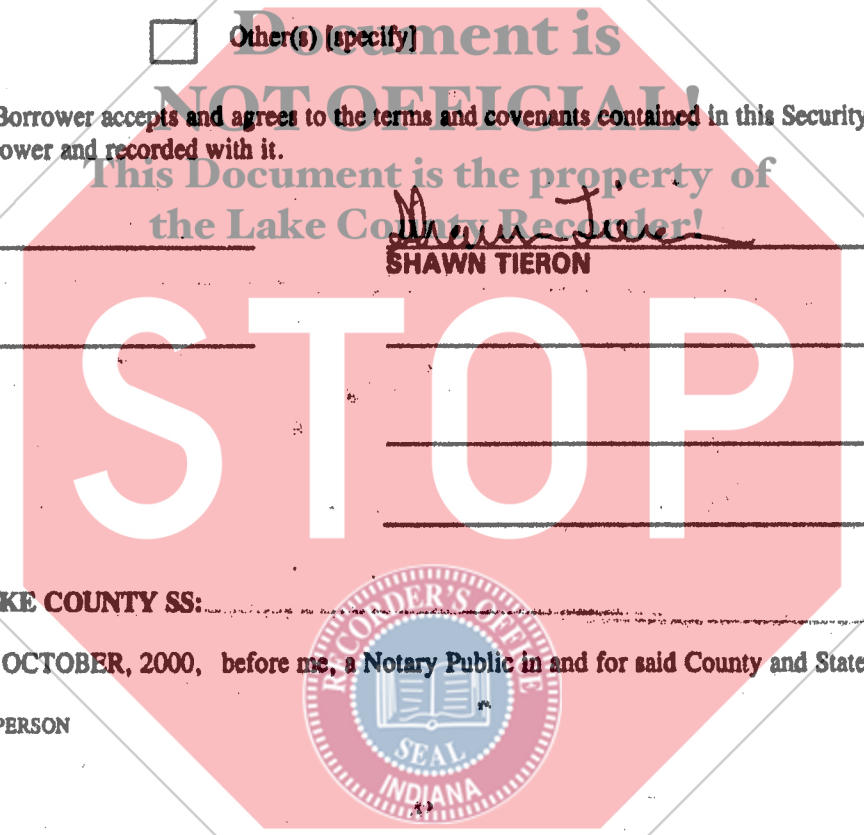 Document is
Other(s) [specify]
NOT OFFICIAL!
Borrower accepts and agrees to the terms and covenants contained in this Security
ower and recorded with it.
This Document is the property of
the Lake County Recorder!
Shawn Tieron
SHAWN TIERON
STOP
KE COUNTY SS:
OCTOBER, 2000, before me, a Notary Public in and for said County and State
PERSON
RECORDER'S OFFICE
SEAL
INDIANA